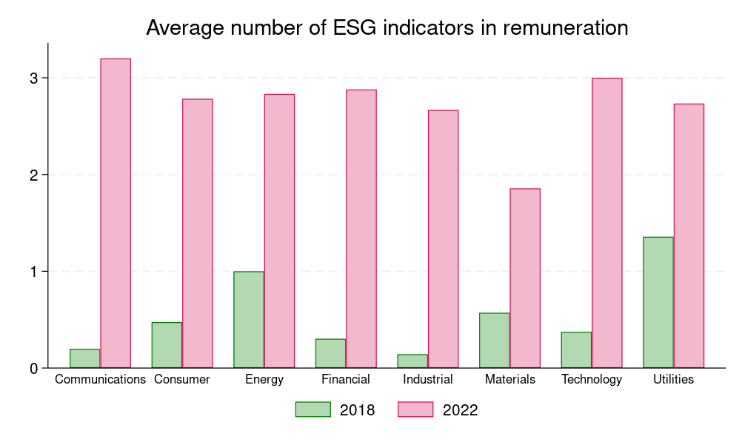 Average number of ESG indicators in remuneration
3
2
1
0
Communications Consumer Energy Financial Industrial Materials Technology Utilities
2018 2022